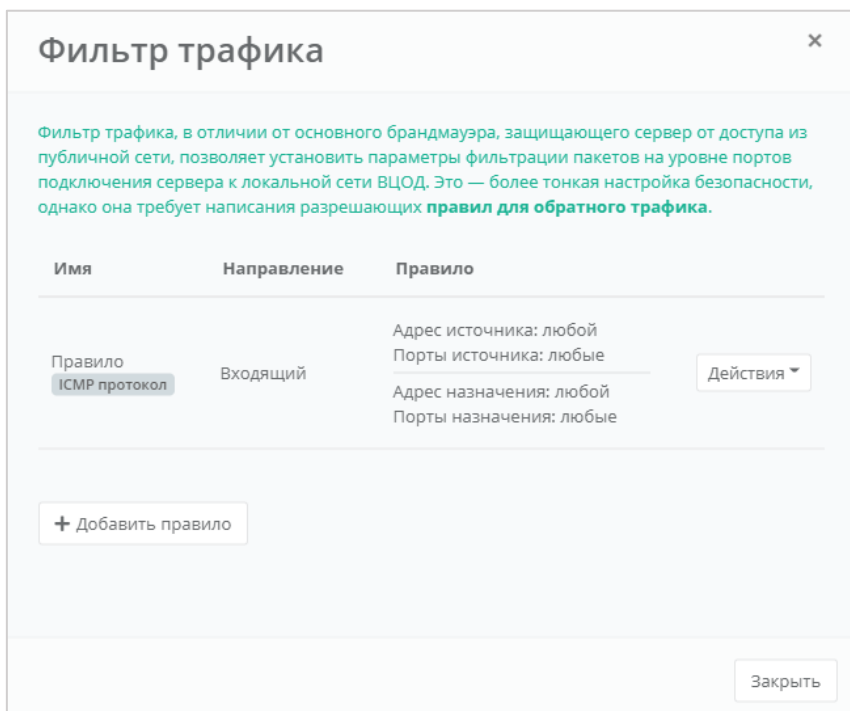 Фильтр трафика
×
Фильтр трафика, в отличии от основного брандмауэра, защищающего сервер от доступа из
публичной сети, позволяет установить параметры фильтрации пакетов на уровне портов
подключения сервера к локальной сети ВЦОД. Это — более тонкая настройка безопасности,
однако она требует написания разрешающих правил для обратного трафика.
Имя Направление Правило
Адрес источника: любой
Порты источника: любые
Правило
ICMP протокол
Входящий
Действия
Адрес назначения: любой
Порты назначения: любые
+ Добавить правило
Закрыть